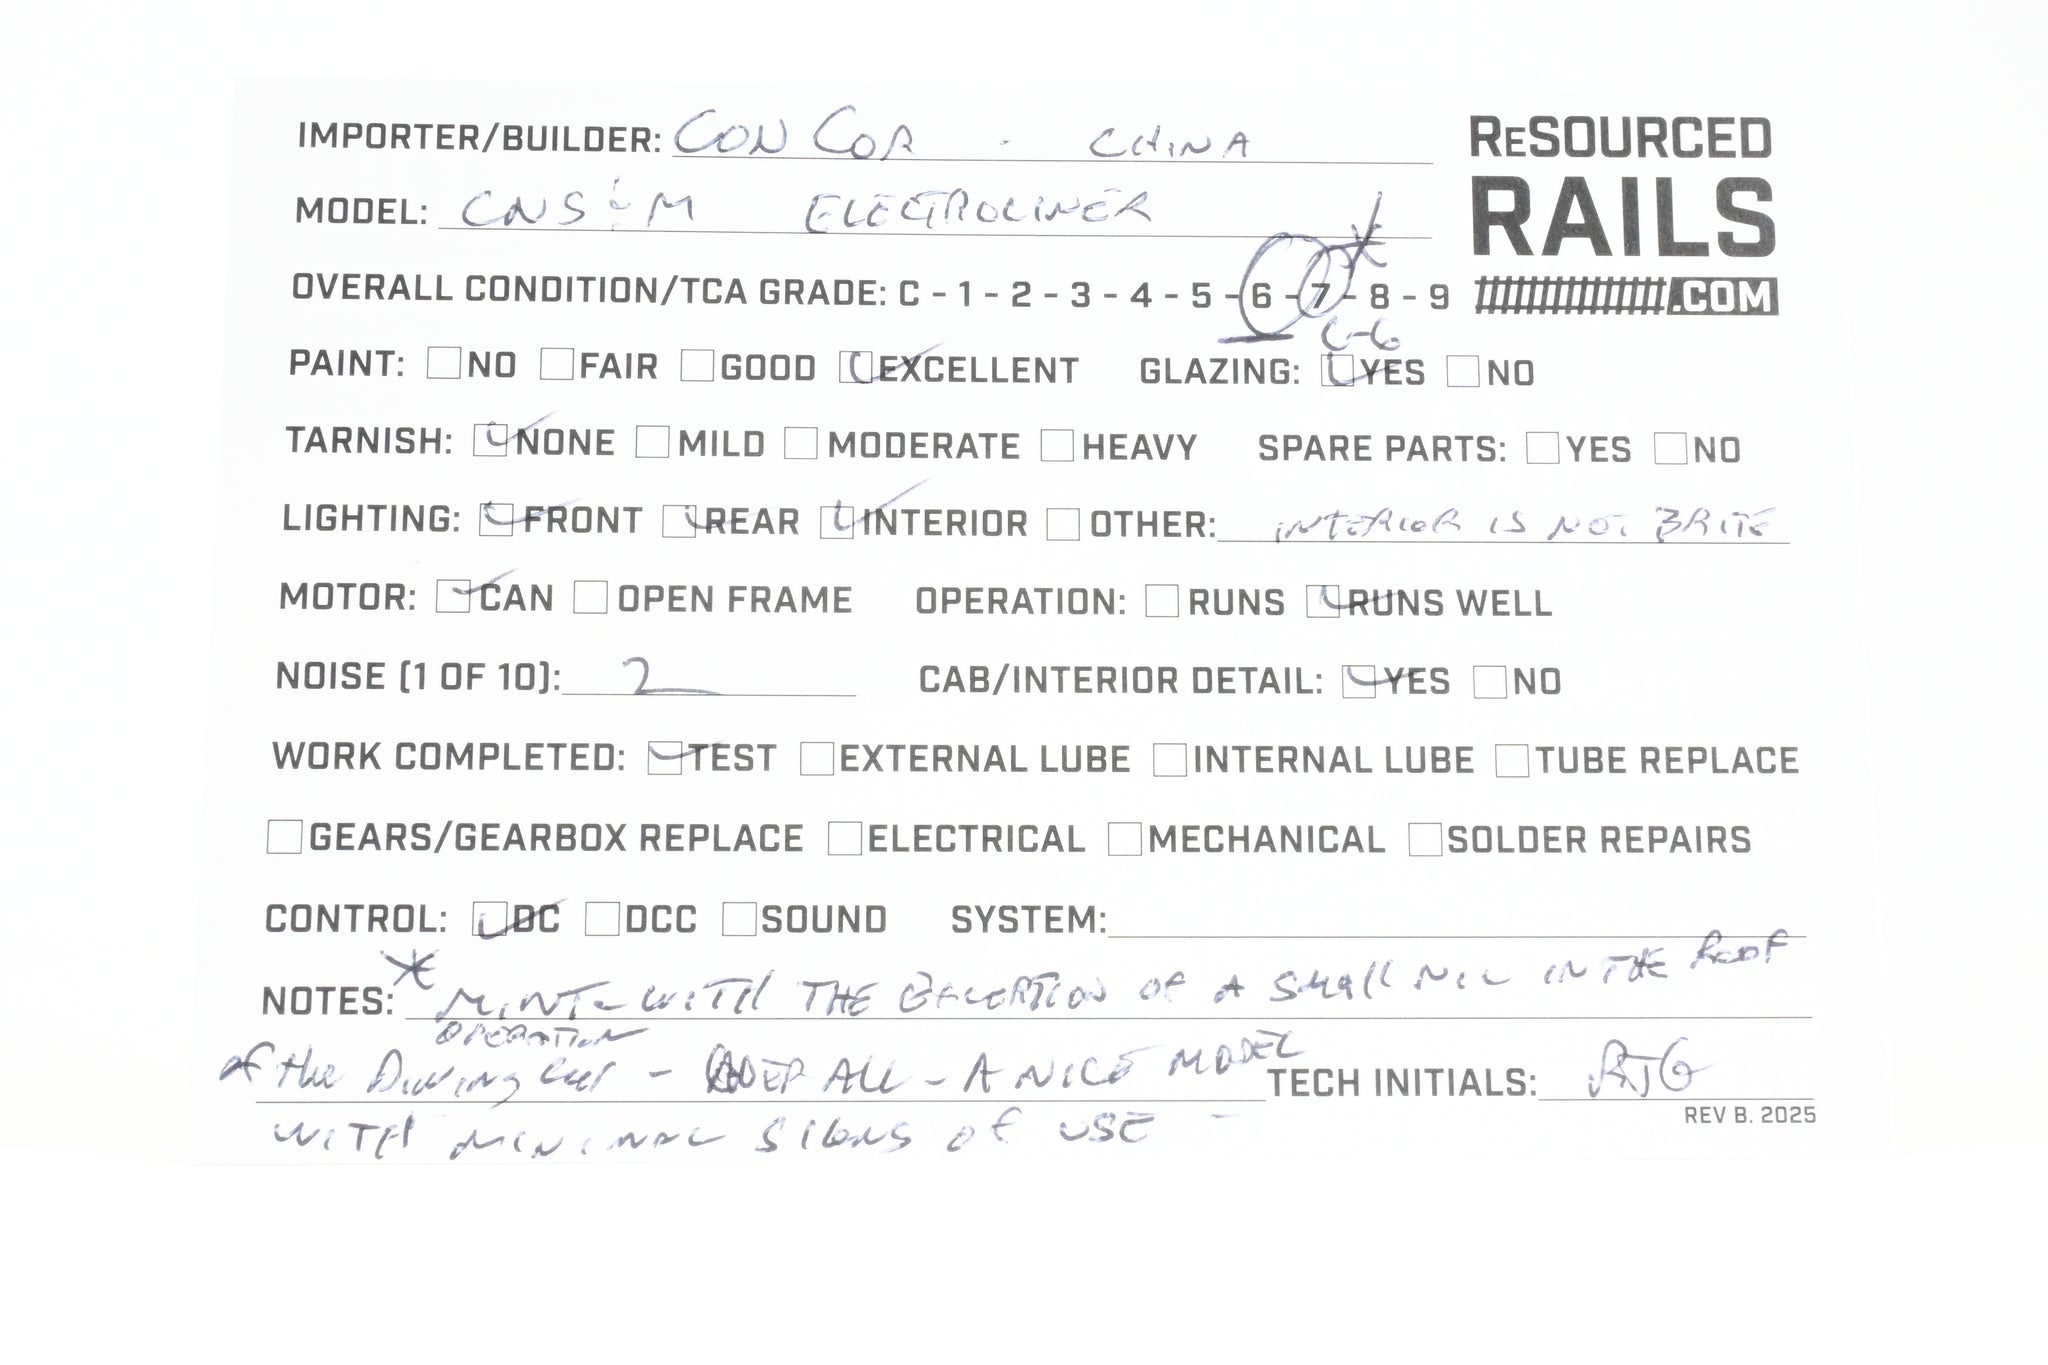 IMPORTER/BUILDER: CON COR - CHINA
RESOURCED
RAILS
.COM
MODEL: CNS & M ELECTROLINER
OVERALL CONDITION/TCA GRADE: C - 1 - 2 - 3 - 4 - 5 - 6 - 7 - 8 - 9
C-6
PAINT: NO FAIR GOOD EXCELLENT GLAZING: YES NO
TARNISH: NONE MILD MODERATE HEAVY SPARE PARTS: YES NO
LIGHTING: FRONT REAR INTERIOR OTHER: INTERIOR IS NOT BRITE
MOTOR: CAN OPEN FRAME OPERATION: RUNS RUNS WELL
NOISE (1 OF 10): 2 CAB/INTERIOR DETAIL: YES NO
WORK COMPLETED: TEST EXTERNAL LUBE INTERNAL LUBE TUBE REPLACE
GEARS/GEARBOX REPLACE ELECTRICAL MECHANICAL SOLDER REPAIRS
CONTROL: DC DCC SOUND SYSTEM:
NOTES: * MINT - WITH THE OF A SMALL NIC IN THE ROOF
OPERATION
of the Dining - OVER ALL - A NICE MODEL TECH INITIALS: RJG
WITH MINIMAL SIGNS OF USE -
REV B. 2025